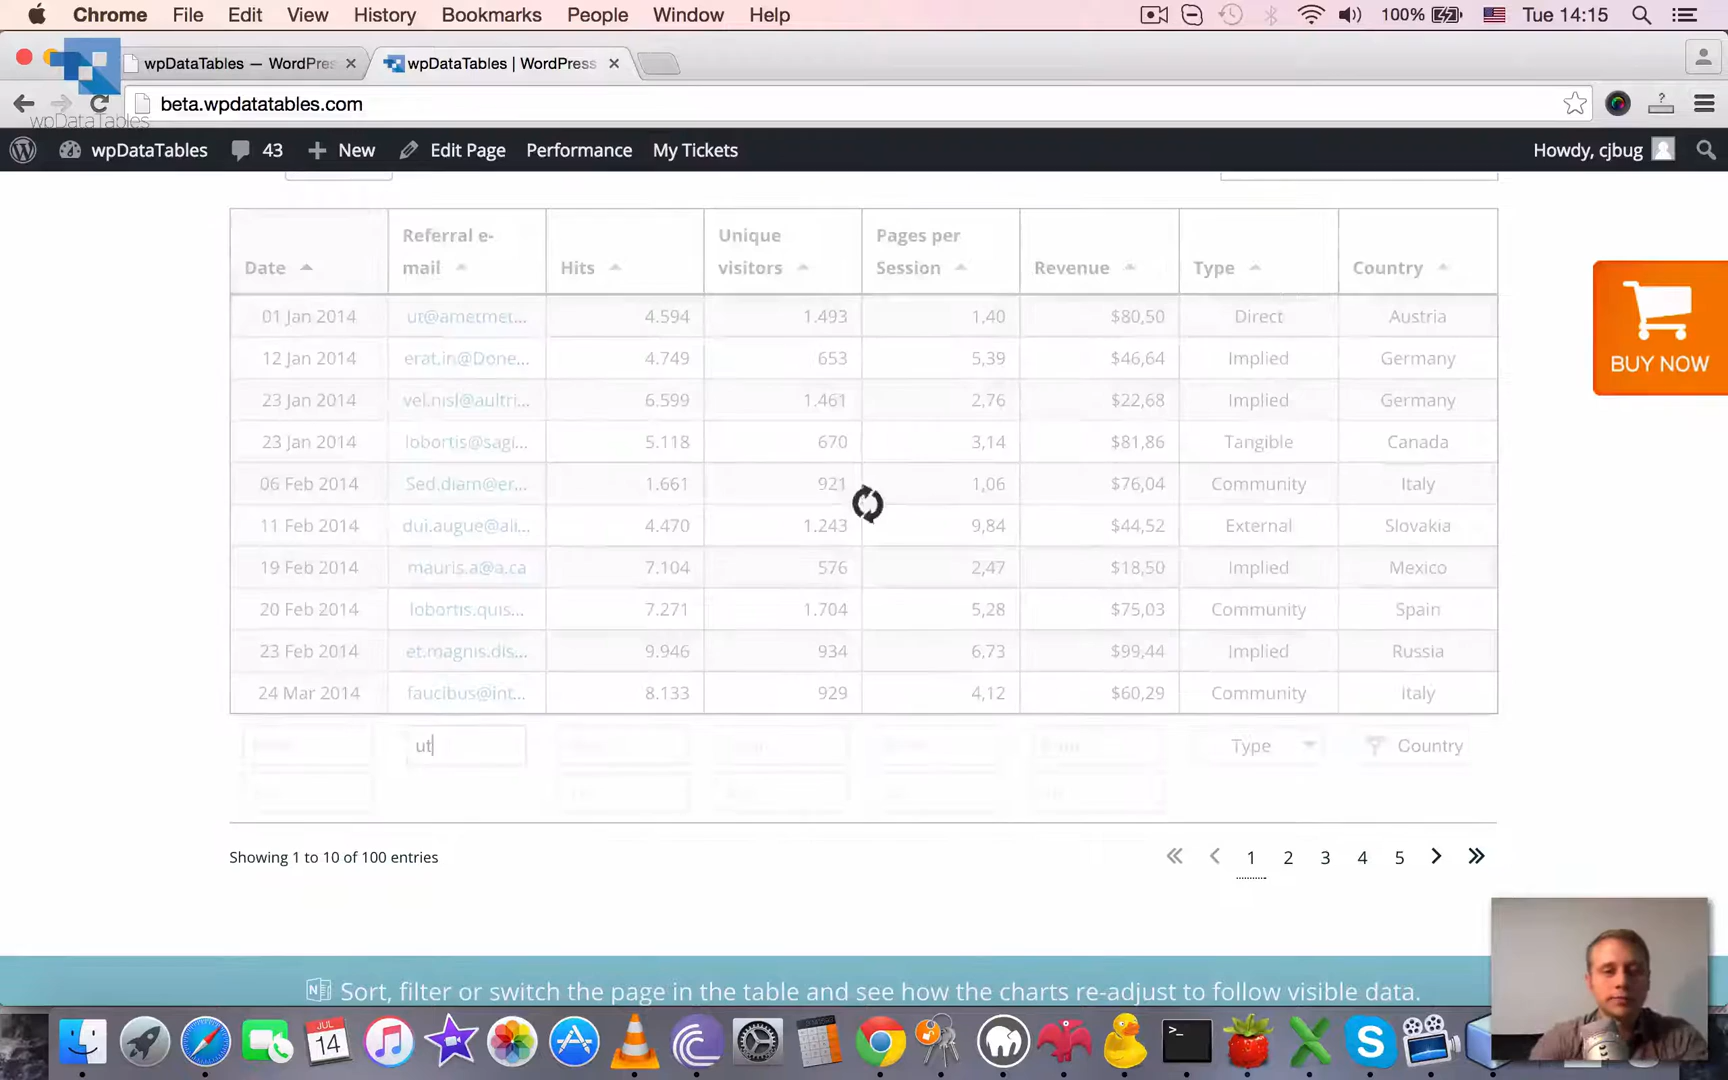 Chrome File Edit View History Bookmarks People Window Help 100% Tue 14:15
wpDataTables — WordPres wpDataTables | WordPress
beta.wpdatatables.com
wpDataTables
wpDataTables 43 New Edit Page Performance My Tickets Howdy, cjbug
Referral e- Unique Pages per
Date mail Hits visitors Session Revenue Type Country
01 Jan 2014 ut@ametmet... 4.594 1.493 1,40 $80,50 Direct Austria
12 Jan 2014 erat.in@Done... 4.749 653 5,39 $46,64 Implied Germany
23 Jan 2014 vel.nisl@aultri... 6.599 1.461 2,76 $22,68 Implied Germany
23 Jan 2014 lobortis@sagi... 5.118 670 3,14 $81,86 Tangible Canada
06 Feb 2014 Sed.diam@er... 1.661 921 1,06 $76,04 Community Italy
11 Feb 2014 dui.augue@ali... 4.470 1.243 9,84 $44,52 External Slovakia
19 Feb 2014 mauris.a@a.ca 7.104 576 2,47 $18,50 Implied Mexico
20 Feb 2014 lobortis.quis... 7.271 1.704 5,28 $75,03 Community Spain
23 Feb 2014 et.magnis.dis... 9.946 934 6,73 $99,44 Implied Russia
24 Mar 2014 faucibus@int... 8.133 929 4,12 $60,29 Community Italy
BUY NOW
ut Type Country
Showing 1 to 10 of 100 entries 1 2 3 4 5
Sort, filter or switch the page in the table and see how the charts re-adjust to follow visible data.
JUL
14